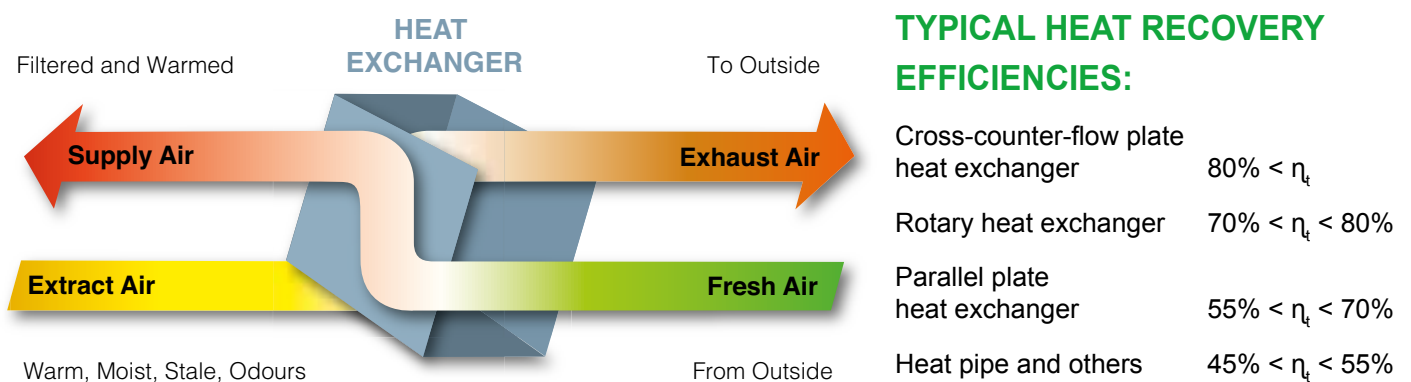 HEAT
EXCHANGER
Filtered and Warmed
To Outside
Supply Air
Exhaust Air
Extract Air
Fresh Air
Warm, Moist, Stale, Odours
From Outside
TYPICAL HEAT RECOVERY
EFFICIENCIES:
Cross-counter-flow plate
heat exchanger 80% < ηt
Rotary heat exchanger 70% < ηt < 80%
Parallel plate
heat exchanger 55% < ηt < 70%
Heat pipe and others 45% < ηt < 55%